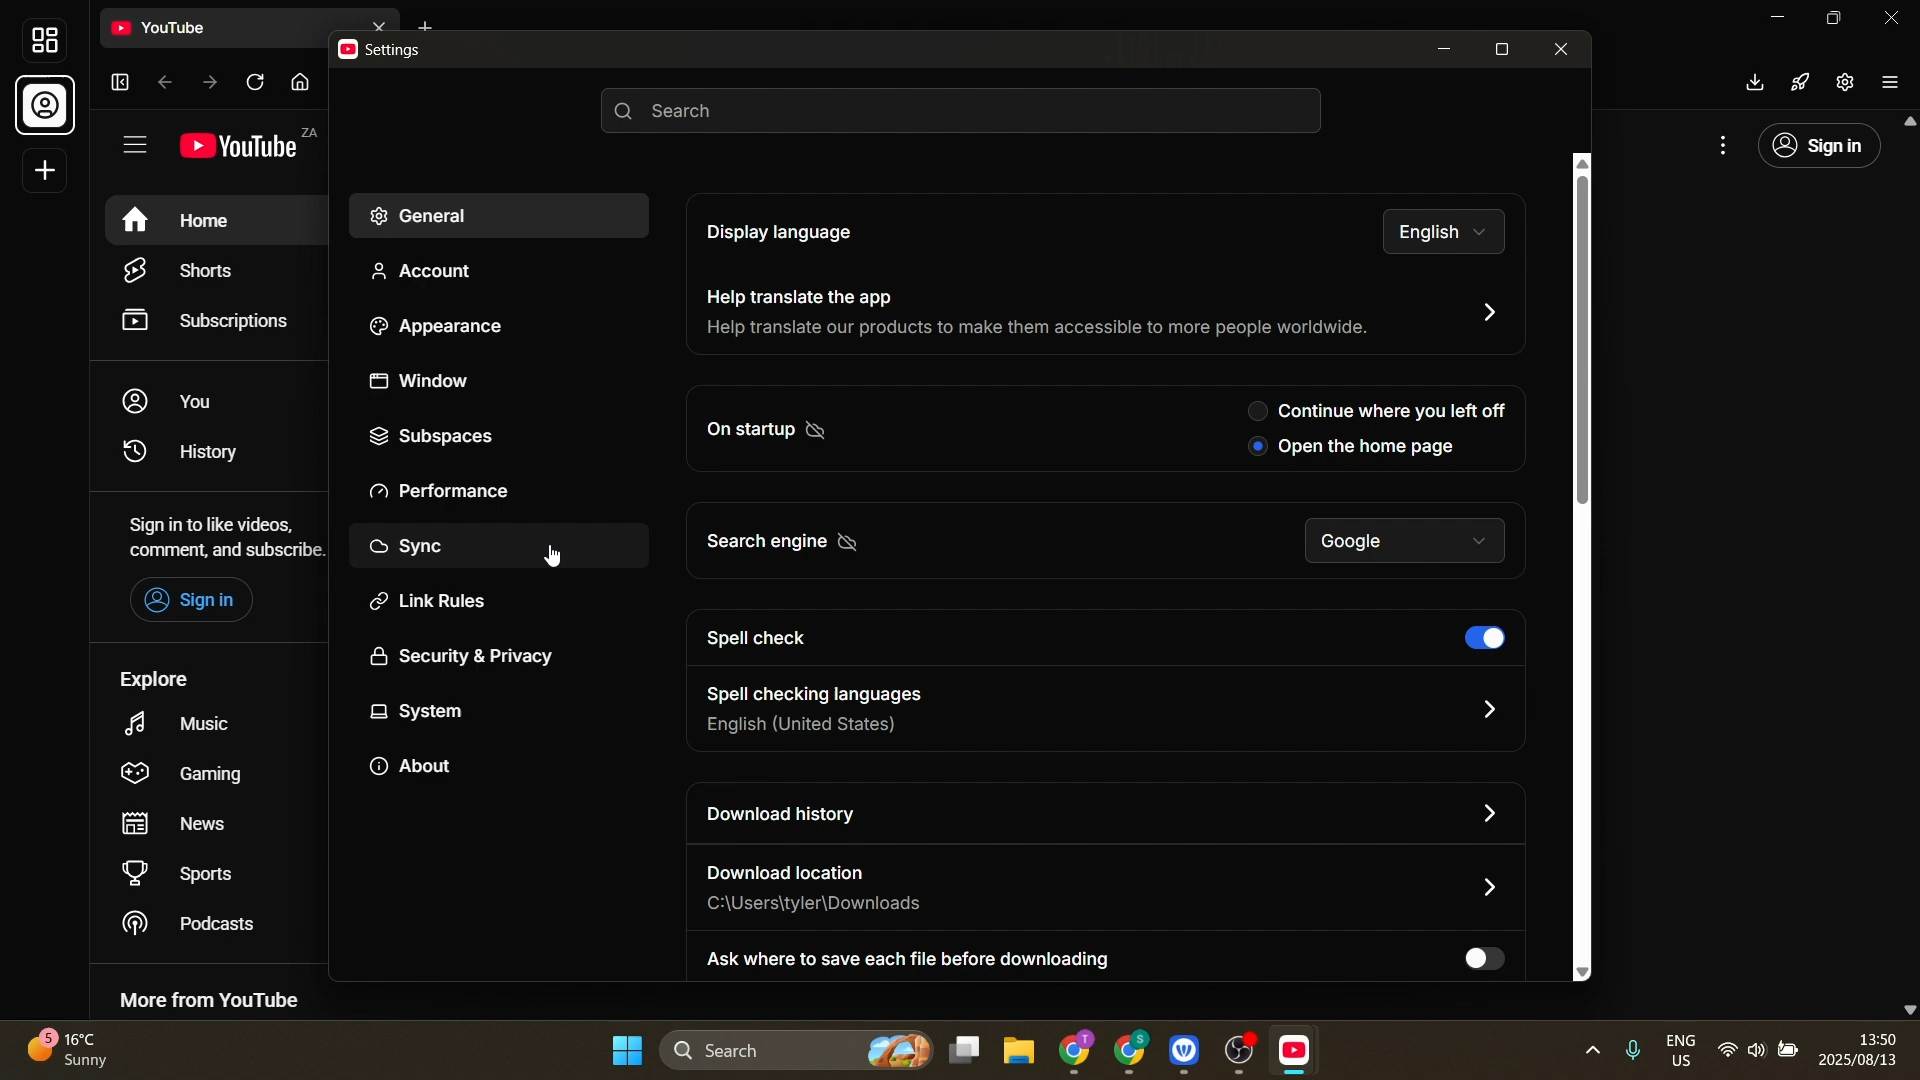 YouTube
Settings
Search
YouTube ZA
Sign in
Home
Shorts
Subscriptions
You
History
Sign in to like videos,
comment, and subscribe.
Sign in
Explore
Music
Gaming
News
Sports
Podcasts
More from YouTube
General
Account
Appearance
Window
Subspaces
Performance
Sync
Link Rules
Security & Privacy
System
About
Display language
English
Help translate the app
Help translate our products to make them accessible to more people worldwide.
On startup
Continue where you left off
Open the home page
Search engine
Google
Spell check
Spell checking languages
English (United States)
Download history
Download location
C:\Users\tyler\Downloads
Ask where to save each file before downloading
5
16°C
Sunny
Search
T
S
ENG
US
13:50
2025/08/13